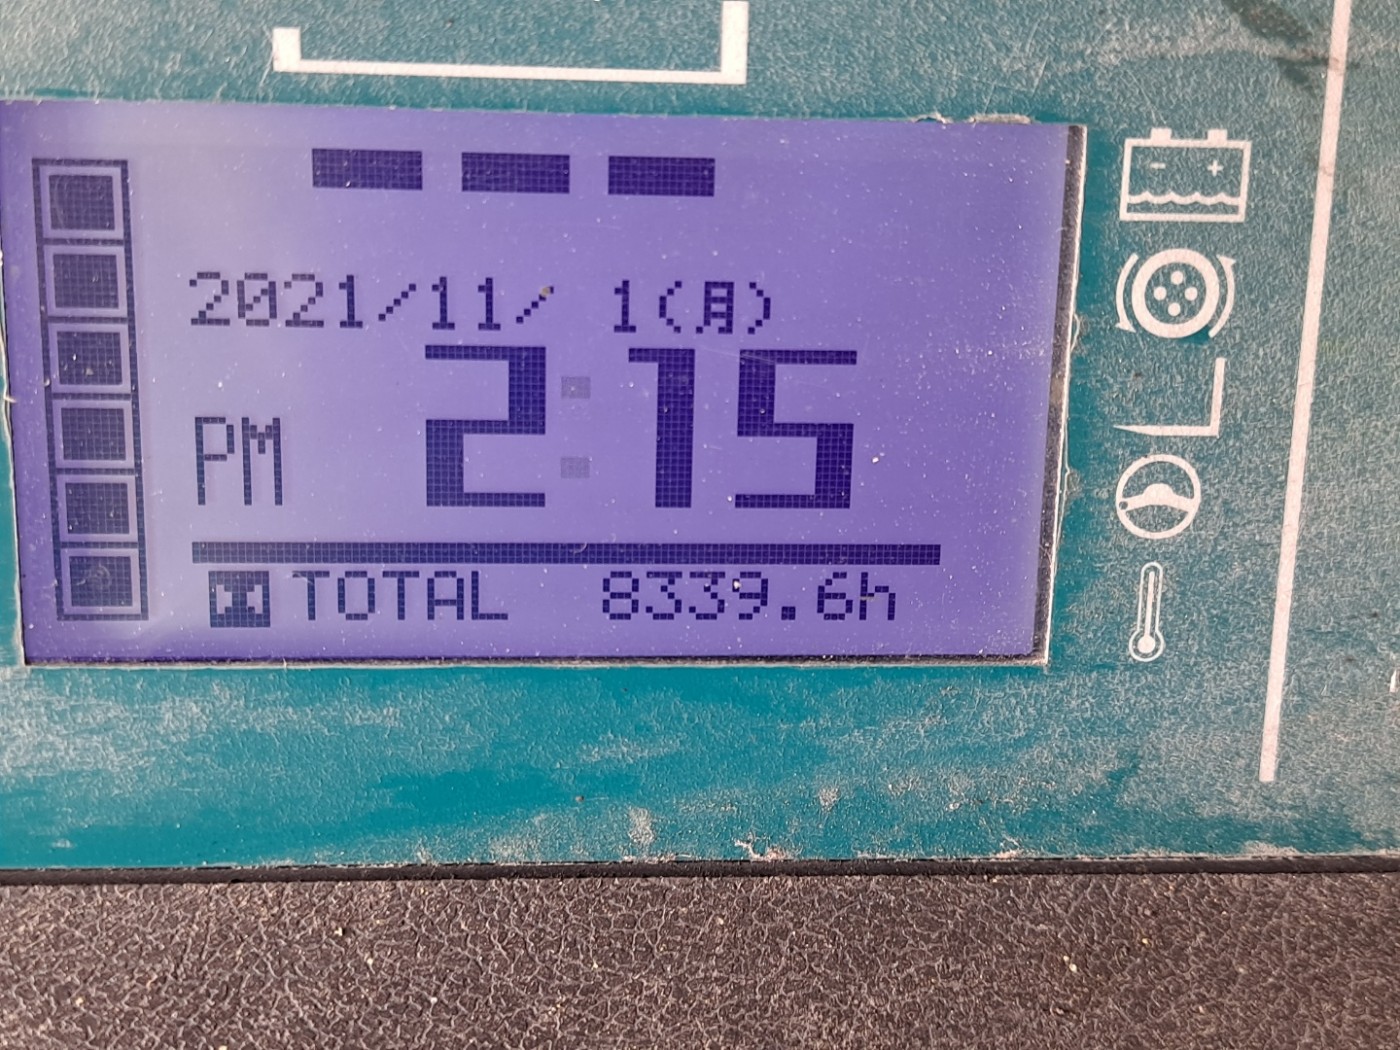 2021/11/ 1(月)
PM 2:15
TOTAL 8339.6h